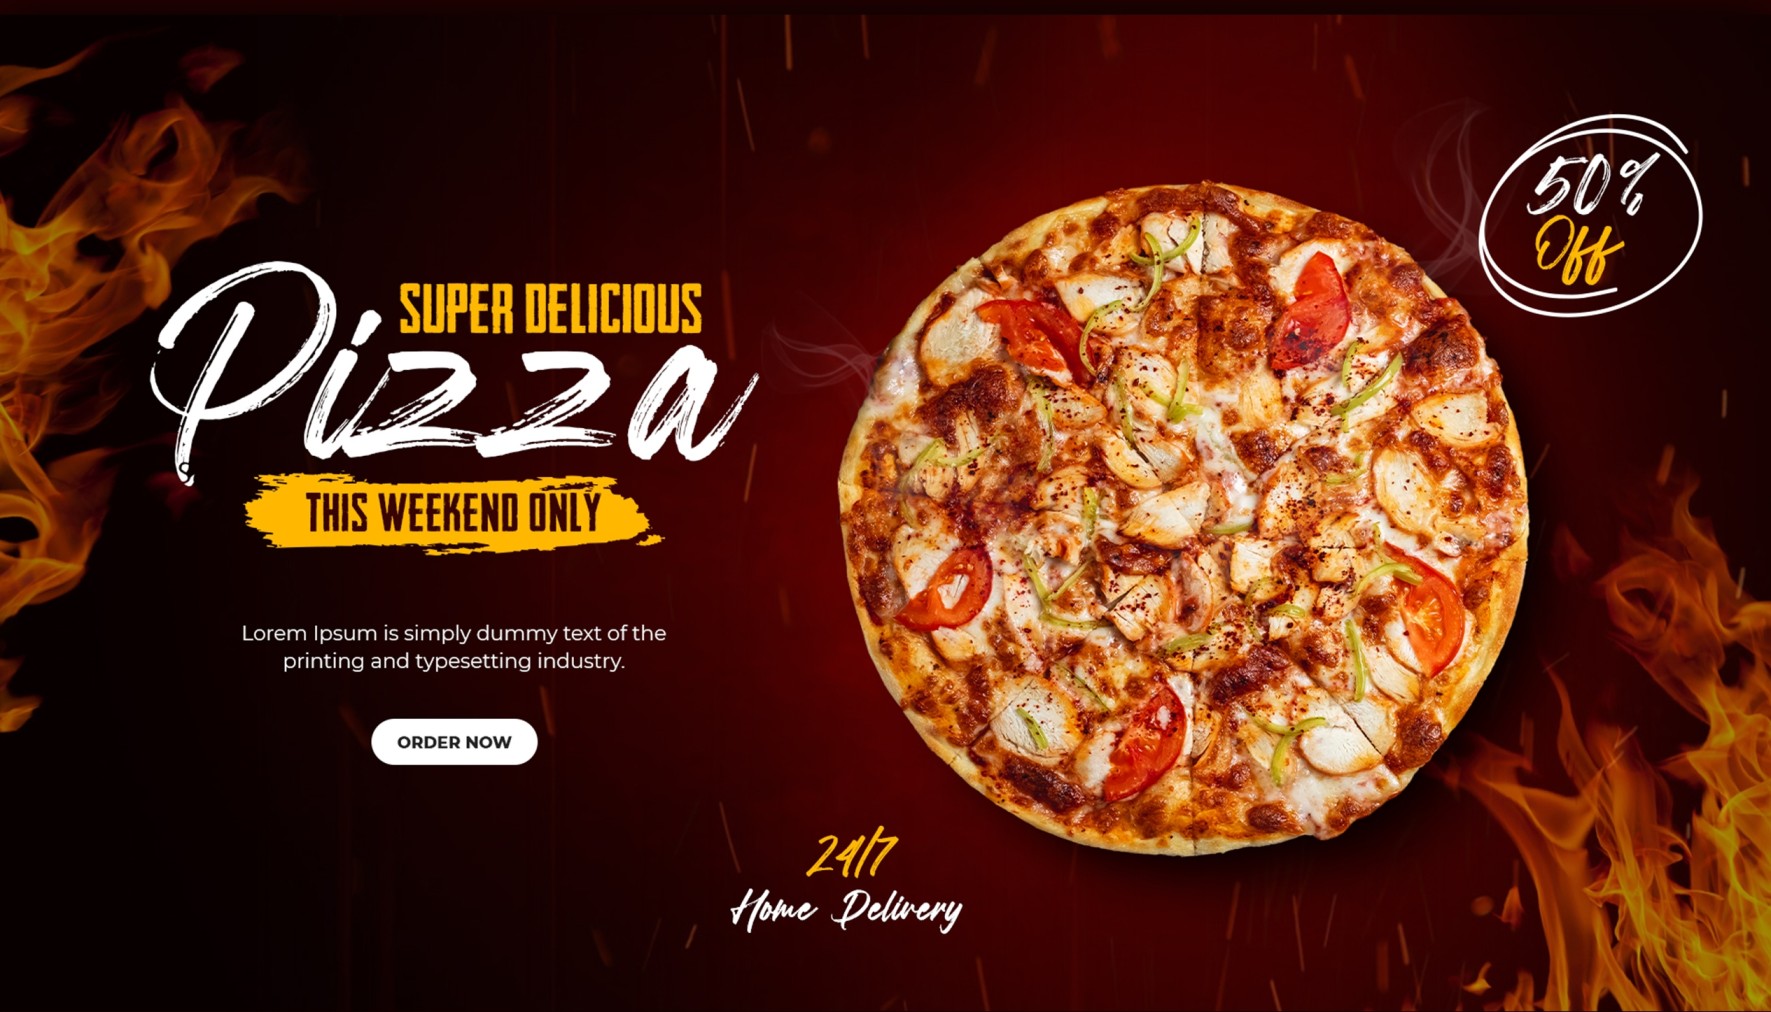 SUPER DELICIOUS
Pizza
THIS WEEKEND ONLY
Lorem Ipsum is simply dummy text of the
printing and typesetting industry.
ORDER NOW
24/7
Home Delivery
50%
Off